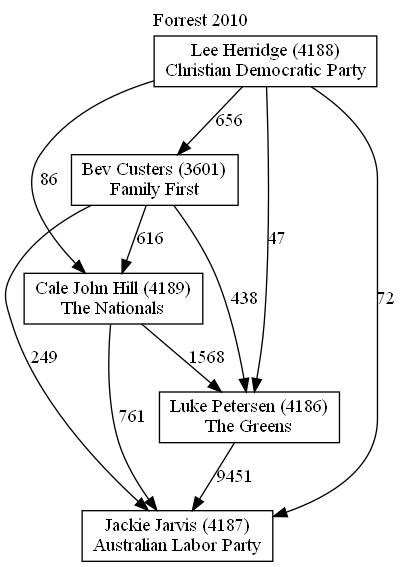 Forrest 2010
Lee Herridge (4188)
Christian Democratic Party
656
Bev Custers (3601)
Family First
86
616
47
Cale John Hill (4189)
The Nationals
438
72
249
1568
761
Luke Petersen (4186)
The Greens
9451
Jackie Jarvis (4187)
Australian Labor Party